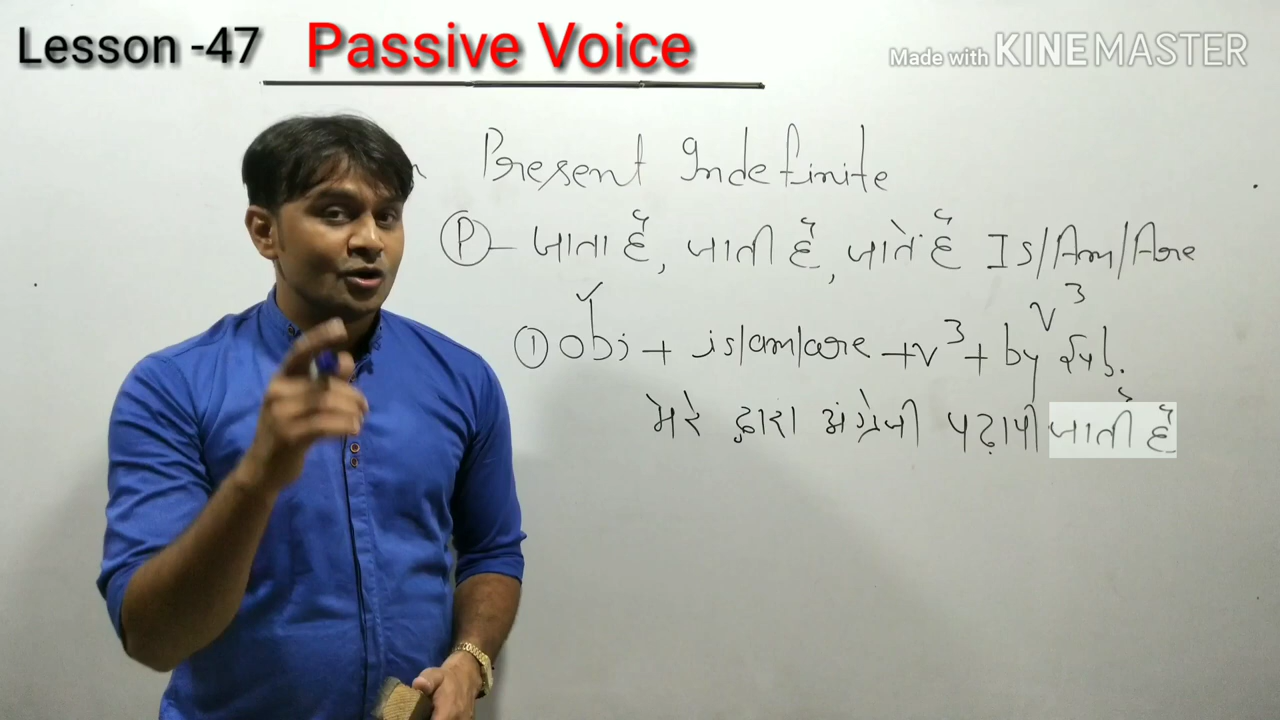 Lesson -47 Passive Voice
Made with KINEMASTER
Present Indefinite
Ⓟ – जाता है, जाती है, जाते हैं Is/Am/Are
① obj + is/am/are + v³ + by sub.
v³
मेरे द्वारा अंग्रेजी पढ़ायी जाती है